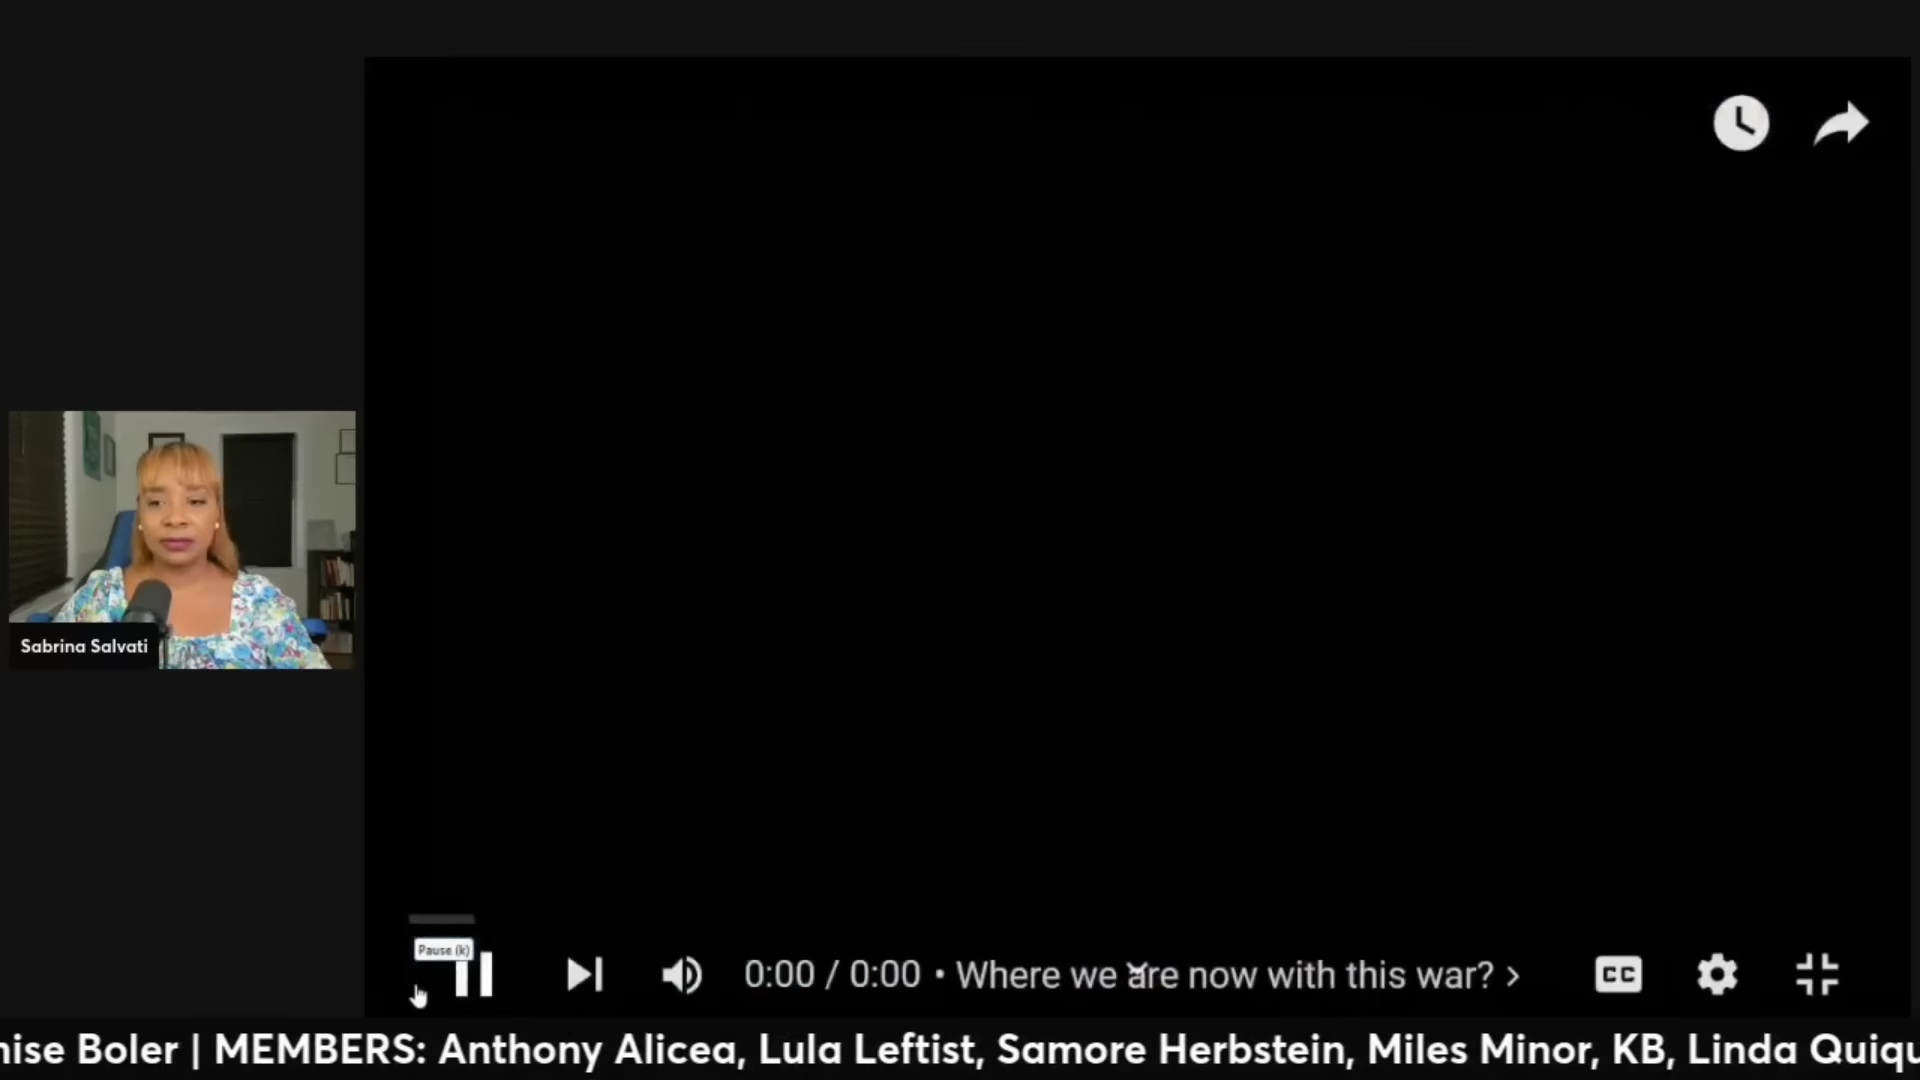 Sabrina Salvati
Pause (k)
0:00 / 0:00 • Where we are now with this war? >
CC
nise Boler | MEMBERS: Anthony Alicea, Lula Leftist, Samore Herbstein, Miles Minor, KB, Linda Quiqu